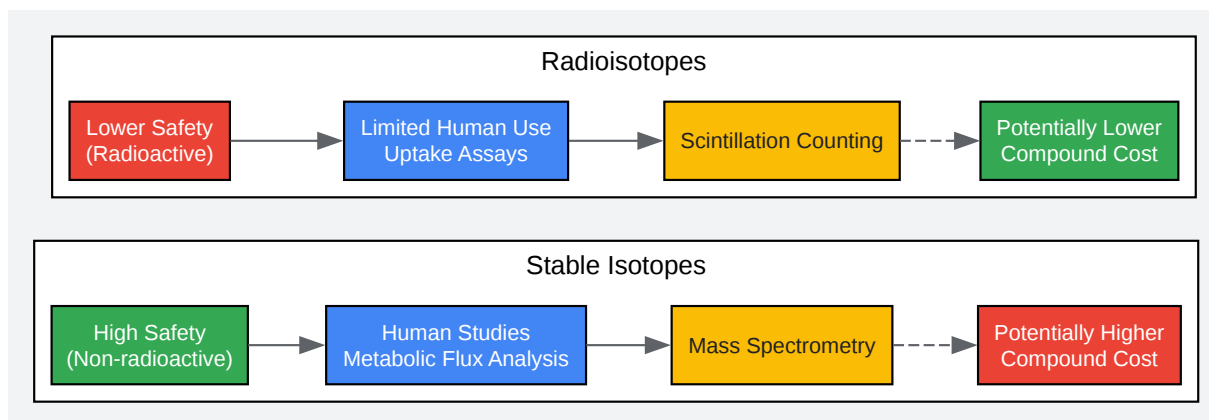 Radioisotopes
Lower Safety
(Radioactive)
Limited Human Use
Uptake Assays
Scintillation Counting
Potentially Lower
Compound Cost
Stable Isotopes
High Safety
(Non-radioactive)
Human Studies
Metabolic Flux Analysis
Mass Spectrometry
Potentially Higher
Compound Cost